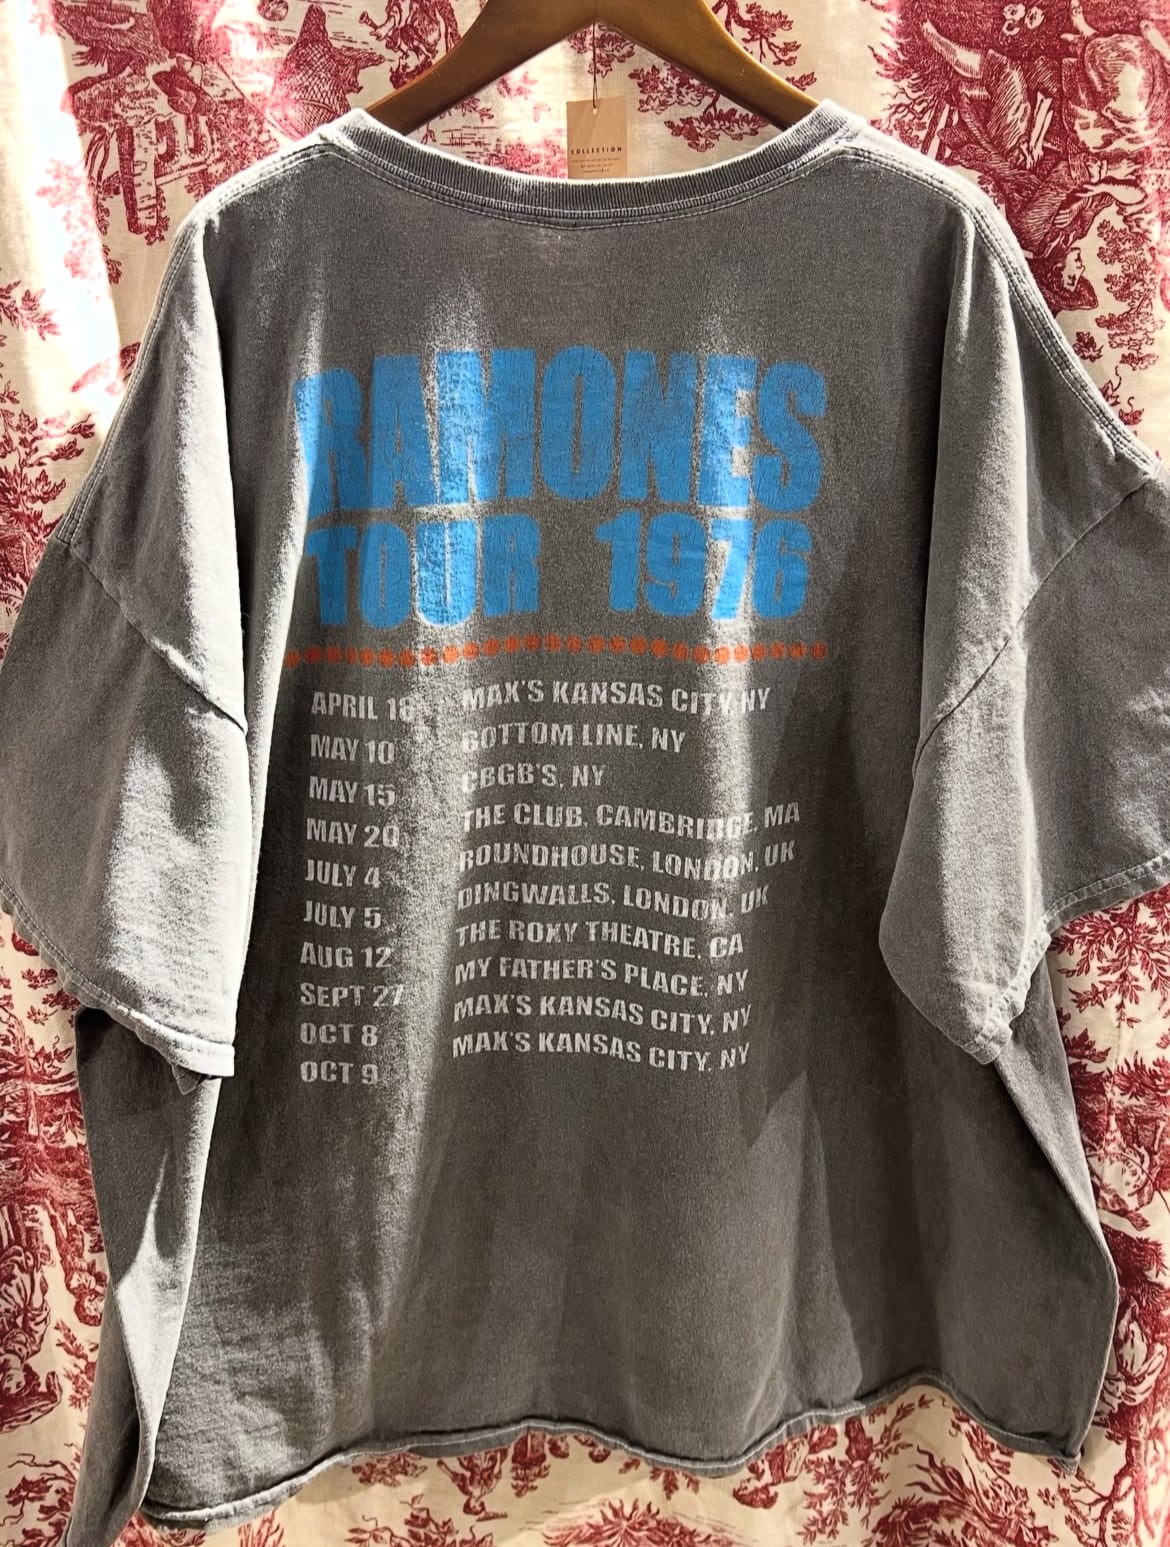 COLLECTION
RAMONES
TOUR 1976
APRIL 18 MAX'S KANSAS CITY, NY
MAY 10 BOTTOM LINE, NY
MAY 15 CBGB'S, NY
MAY 20 THE CLUB, CAMBRIDGE, MA
JULY 4 ROUNDHOUSE, LONDON, UK
JULY 5 DINGWALLS, LONDON, UK
AUG 12 THE ROXY THEATRE, CA
SEPT 27 MY FATHER'S PLACE, NY
OCT 8 MAX'S KANSAS CITY, NY
OCT 9 MAX'S KANSAS CITY, NY